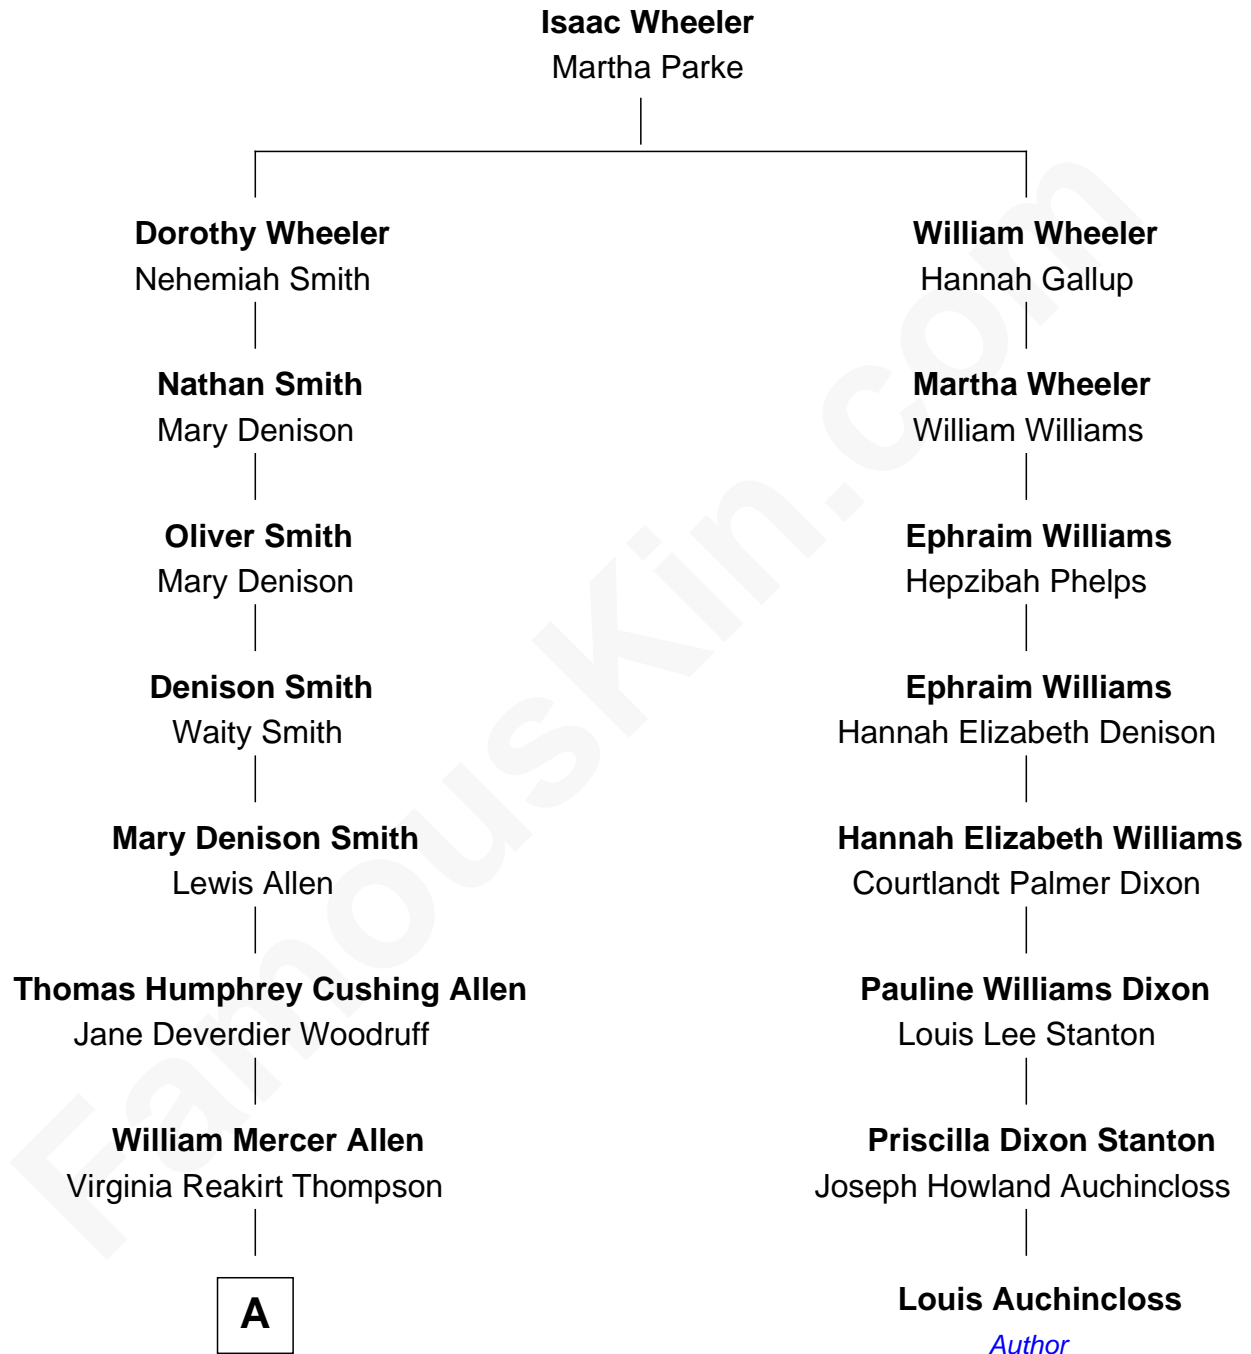 Isaac Wheeler
Martha Parke
Dorothy Wheeler
Nehemiah Smith
William Wheeler
Hannah Gallup
Nathan Smith
Mary Denison
Martha Wheeler
William Williams
Oliver Smith
Mary Denison
Ephraim Williams
Hepzibah Phelps
Denison Smith
Waity Smith
Ephraim Williams
Hannah Elizabeth Denison
Mary Denison Smith
Lewis Allen
Hannah Elizabeth Williams
Courtlandt Palmer Dixon
Thomas Humphrey Cushing Allen
Jane Deverdier Woodruff
Pauline Williams Dixon
Louis Lee Stanton
William Mercer Allen
Virginia Reakirt Thompson
Priscilla Dixon Stanton
Joseph Howland Auchincloss
A
Louis Auchincloss
Author
FamousKin.com